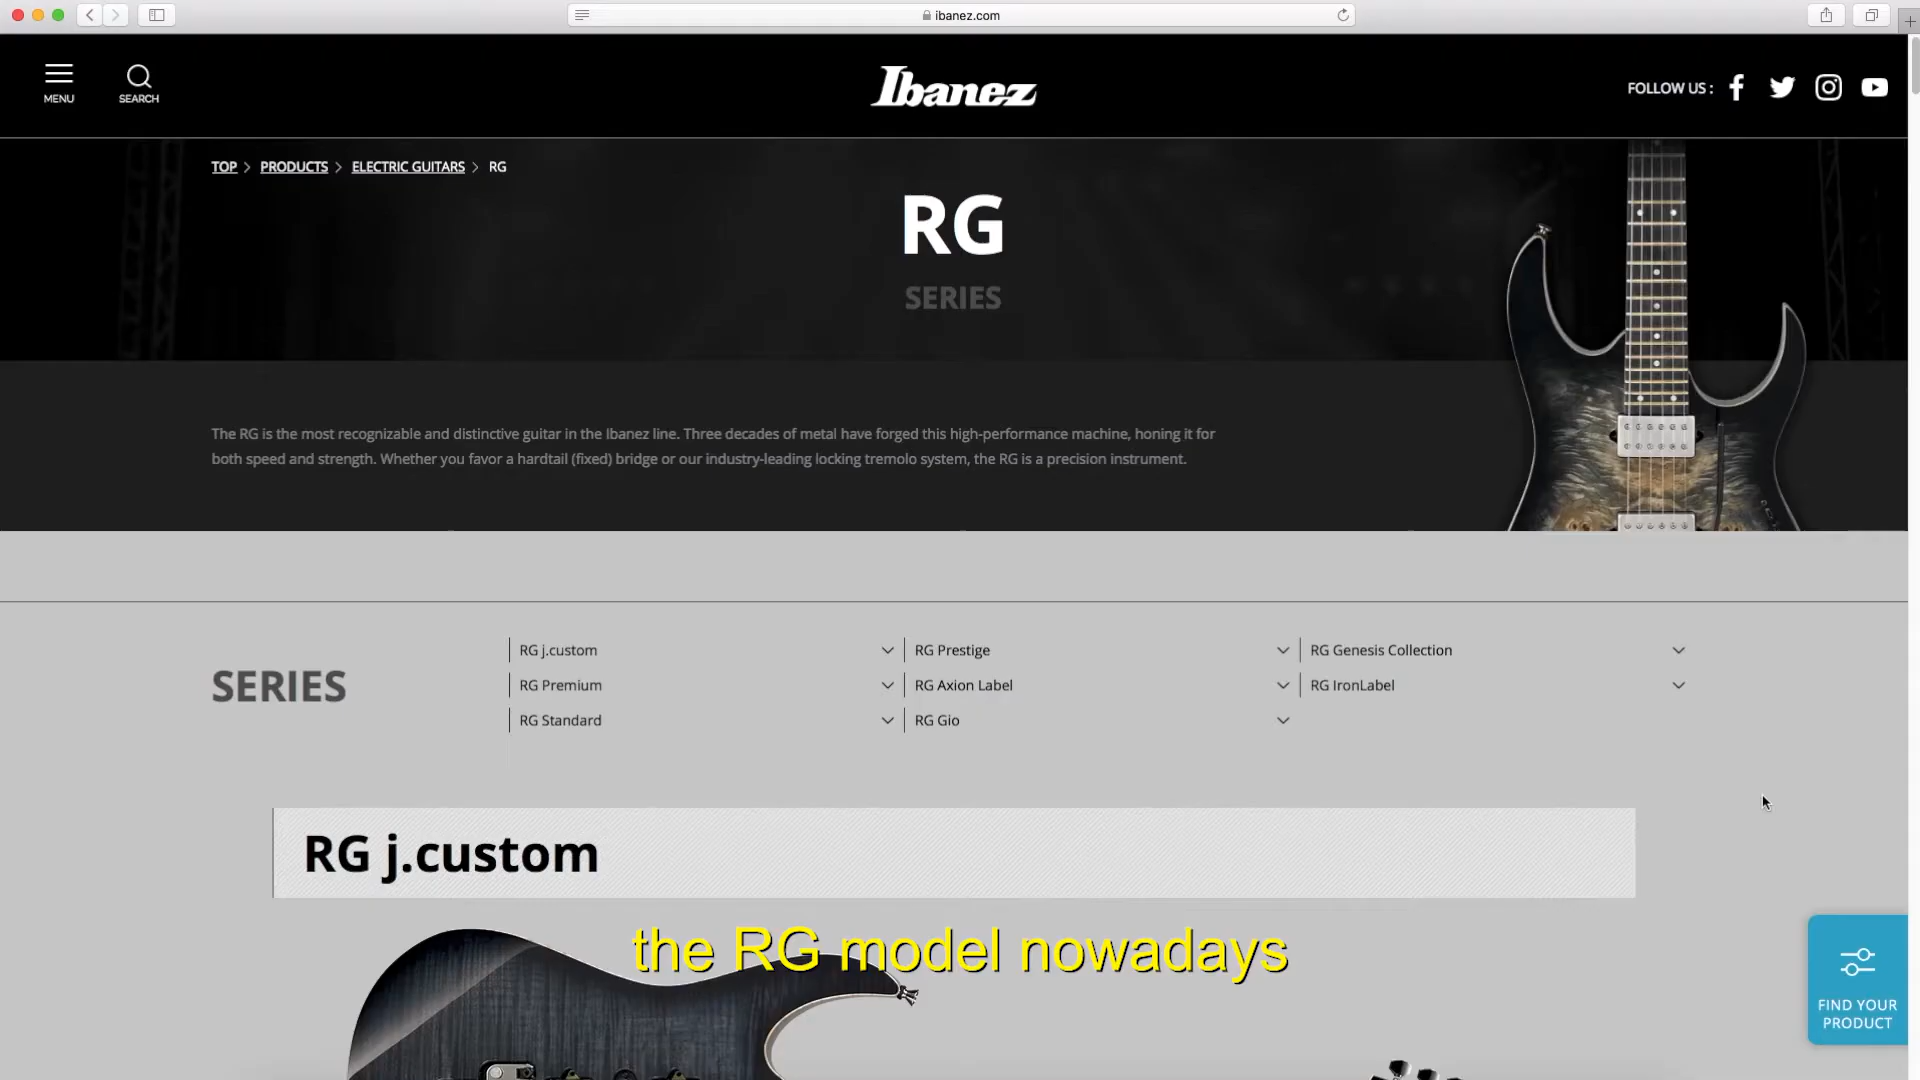 ibanez.com
MENU
SEARCH
Ibanez
FOLLOW US :
TOP > PRODUCTS > ELECTRIC GUITARS > RG
RG
SERIES
The RG is the most recognizable and distinctive guitar in the Ibanez line. Three decades of metal have forged this high-performance machine, honing it for
both speed and strength. Whether you favor a hardtail (fixed) bridge or our industry-leading locking tremolo system, the RG is a precision instrument.
SERIES
RG j.custom
RG Prestige
RG Genesis Collection
RG Premium
RG Axion Label
RG IronLabel
RG Standard
RG Gio
RG j.custom
the RG model nowadays
FIND YOUR
PRODUCT